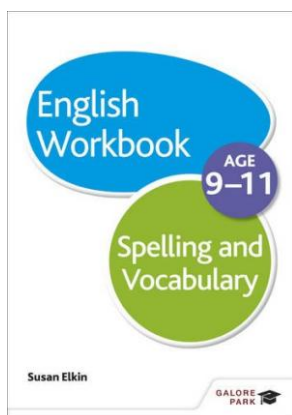 English
Workbook
AGE
9–11
Spelling and
Vocabulary
Susan Elkin
GALORE
PARK